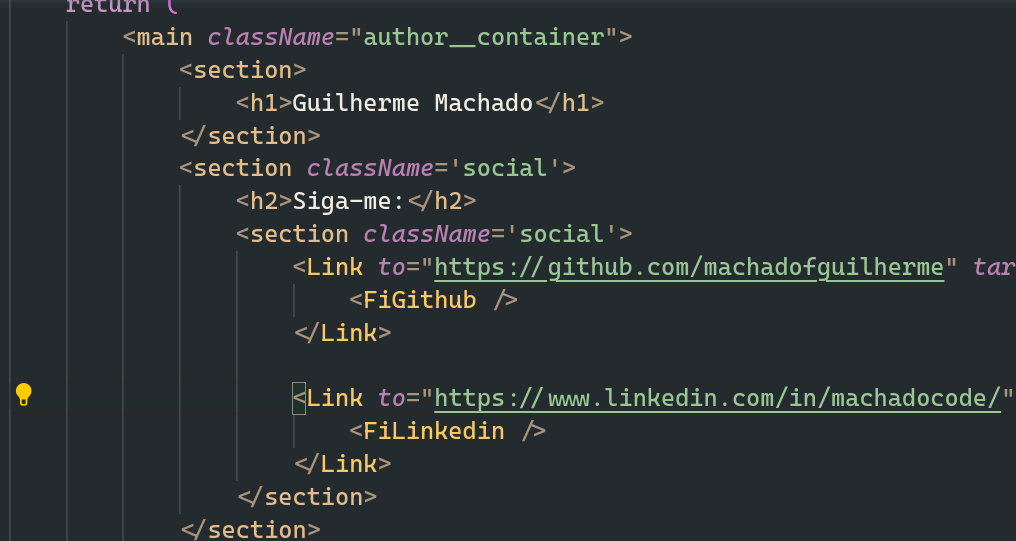 return (
<main className="author__container">
<section>
<h1>Guilherme Machado</h1>
</section>
<section className='social'>
<h2>Siga-me:</h2>
<section className='social'>
<Link to="https://github.com/machadofguilherme" tar
<FiGithub />
</Link>
<Link to="https://www.linkedin.com/in/machadocode/"
<FiLinkedin />
</Link>
</section>
</section>